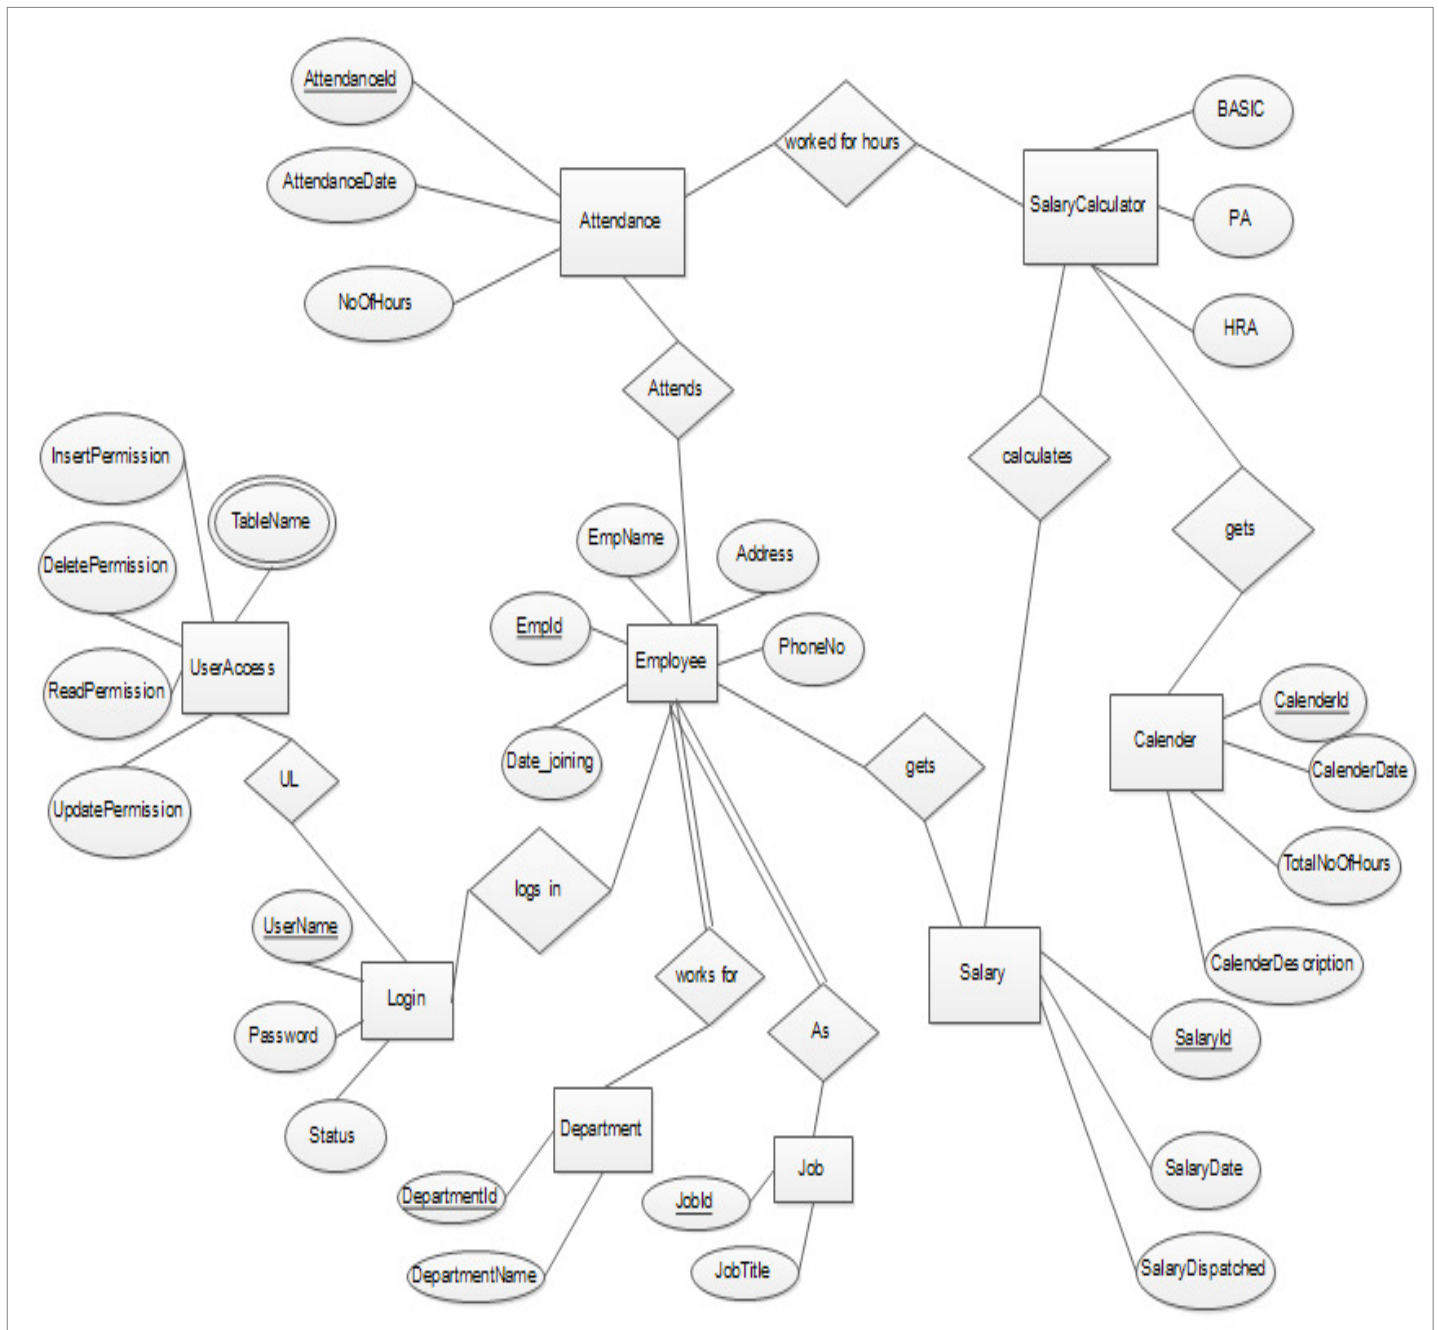 AttendanceId
BASIC
worked for hours
AttendanceDate
SalaryCalculator
Attendance
PA
NoOfHours
HRA
Attends
InsertPermission
calculates
TableName
gets
EmpName
Address
DeletePermission
EmpId
PhoneNo
Employee
UserAccess
ReadPermission
CalenderId
Calender
Date_joining
gets
CalenderDate
UL
UpdatePermission
TotalNoOfHours
logs in
UserName
CalenderDescription
works for
Salary
Login
Password
As
SalaryId
Status
Department
Job
SalaryDate
DepartmentId
JobId
JobTitle
DepartmentName
SalaryDispatched